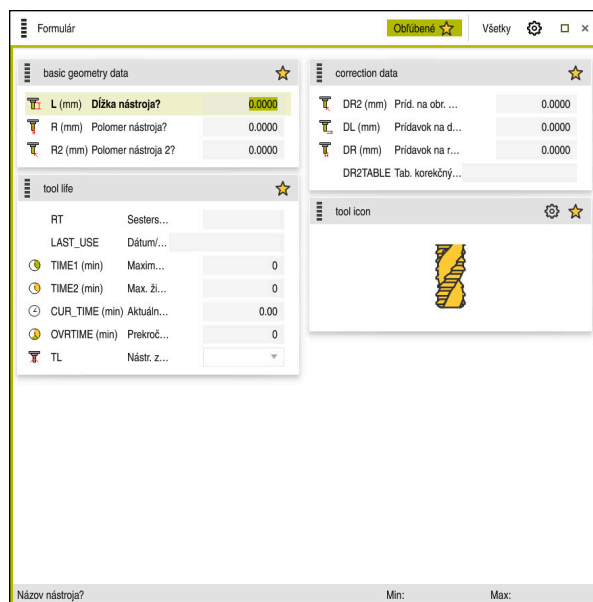 Formulár
Obľúbené
Všetky
basic geometry data
L (mm) Dĺžka nástroja? 0.0000
R (mm) Polomer nástroja? 0.0000
R2 (mm) Polomer nástroja 2? 0.0000
tool life
RT Sesters…
LAST_USE Dátum/…
TIME1 (min) Maxim… 0
TIME2 (min) Max. ži… 0
CUR_TIME (min) Aktuáln… 0.00
OVRTIME (min) Prekroč… 0
TL Nástr. z…
correction data
DR2 (mm) Príd. na obr. … 0.0000
DL (mm) Prídavok na d… 0.0000
DR (mm) Prídavok na r… 0.0000
DR2TABLE Tab. korekčný…
tool icon
Názov nástroja? Min: Max: